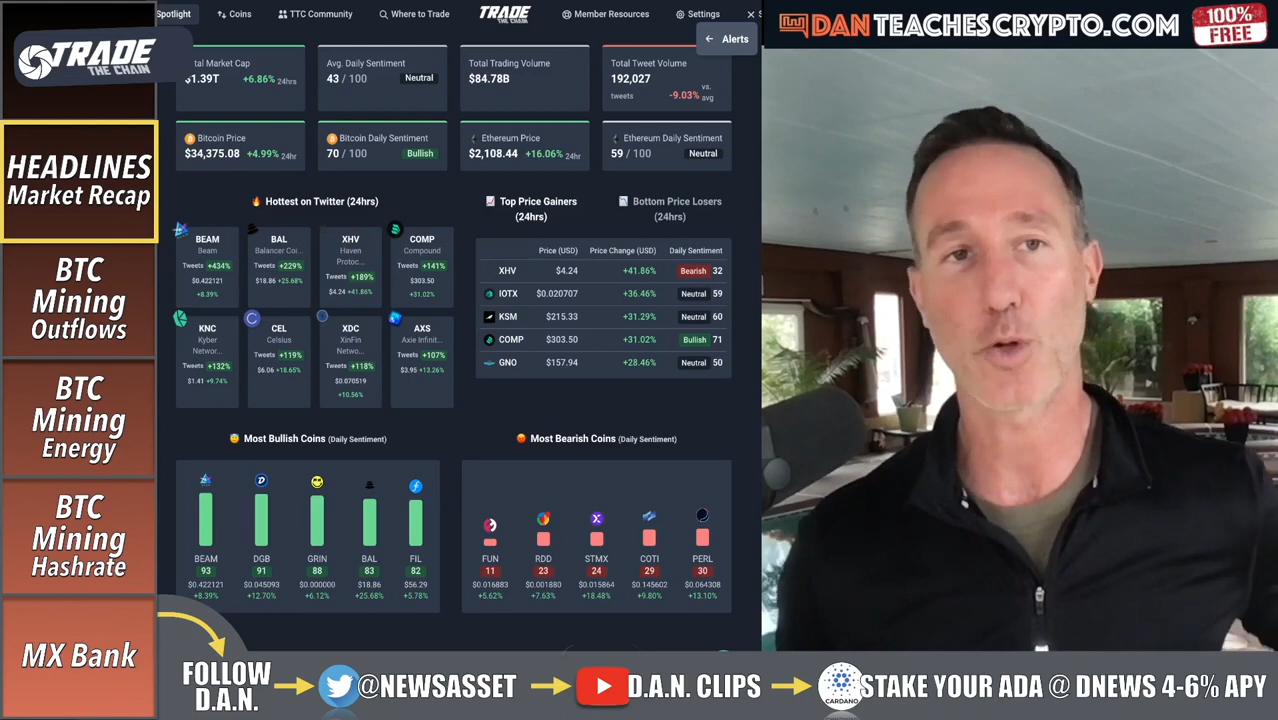 Spotlight
Coins
TTC Community
Where to Trade
TRADE
THE CHAIN
Member Resources
Settings
Alerts
DANTEACHESCRYPTO.COM
100%
FREE
TRADE
THE CHAIN
HEADLINES
Market Recap
BTC
Mining
Outflows
BTC
Mining
Energy
BTC
Mining
Hashrate
MX Bank
tal Market Cap
$1.39T +6.86% 24hrs
Avg. Daily Sentiment
43 / 100 Neutral
Total Trading Volume
$84.78B
Total Tweet Volume
192,027
tweets -9.03% vs. avg
Bitcoin Price
$34,375.08 +4.99% 24hr
Bitcoin Daily Sentiment
70 / 100 Bullish
Ethereum Price
$2,108.44 +16.06% 24hr
Ethereum Daily Sentiment
59 / 100 Neutral
Hottest on Twitter (24hrs)
BEAM
Beam
Tweets +434%
$0.422121
+8.39%
BAL
Balancer Coi...
Tweets +229%
$18.86 +25.68%
XHV
Haven
Protoc...
Tweets +189%
$4.24 +41.86%
COMP
Compound
Tweets +141%
$303.50
+31.02%
KNC
Kyber
Networ...
Tweets +132%
$1.41 +9.74%
CEL
Celsius
Tweets +119%
$6.06 +18.65%
XDC
XinFin
Netwo...
Tweets +118%
$0.070519
+10.56%
AXS
Axie Infinit...
Tweets +107%
$3.95 +13.26%
Top Price Gainers
(24hrs)
Bottom Price Losers
(24hrs)
Price (USD) Price Change (USD) Daily Sentiment
XHV $4.24 +41.86% Bearish 32
IOTX $0.020707 +36.46% Neutral 59
KSM $215.33 +31.29% Neutral 60
COMP $303.50 +31.02% Bullish 71
GNO $157.94 +28.46% Neutral 50
Most Bullish Coins (Daily Sentiment)
BEAM DGB GRIN BAL FIL
93 91 88 83 82
$0.422121 $0.045093 $0.000000 $18.86 $56.29
+8.39% +12.70% +6.12% +25.68% +5.78%
Most Bearish Coins (Daily Sentiment)
FUN RDD STMX COTI PERL
11 23 24 29 30
$0.016883 $0.001880 $0.015864 $0.145602 $0.064308
+5.62% +7.63% +18.48% +9.80% +13.10%
FOLLOW
D.A.N.
@NEWSASSET
D.A.N. CLIPS
CARDANO
STAKE YOUR ADA @ DNEWS 4-6% APY